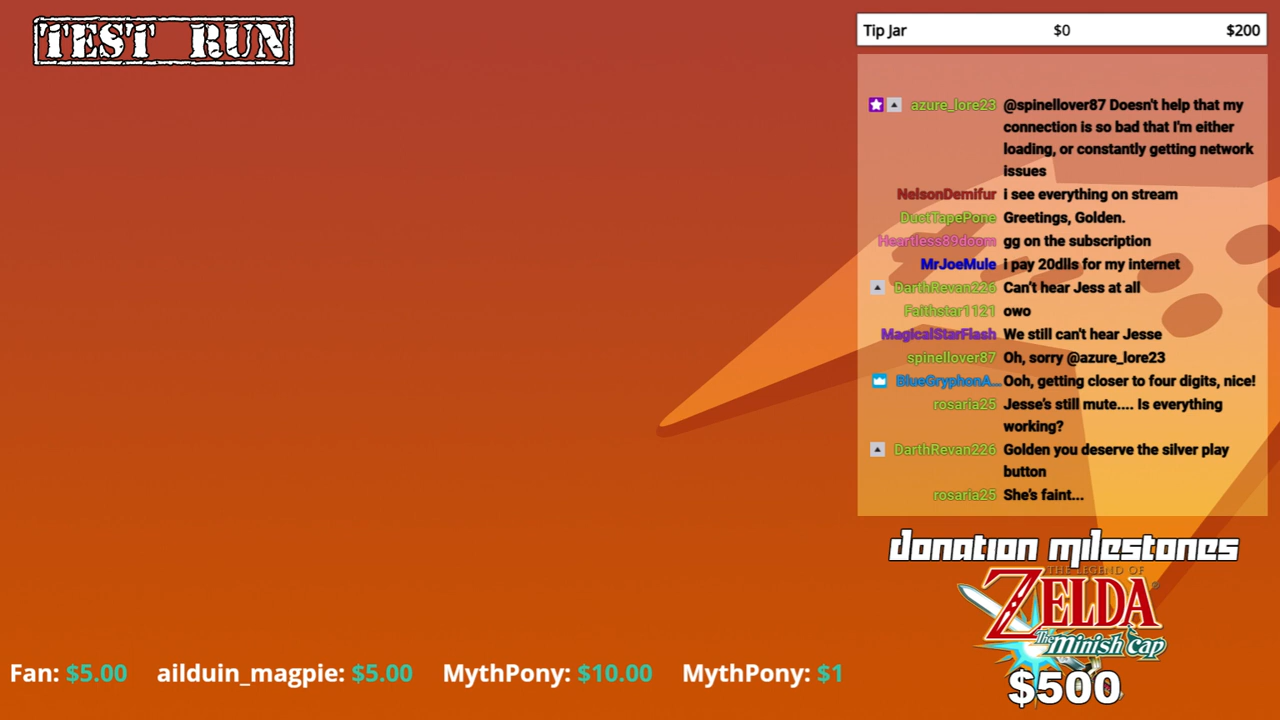 TEST RUN
Tip Jar $0 $200
azure_lore23 @spinellover87 Doesn't help that my
connection is so bad that I'm either
loading, or constantly getting network
issues
NelsonDemifur i see everything on stream
DuctTapePone Greetings, Golden.
Heartless89doom gg on the subscription
MrJoeMule i pay 20dlls for my internet
DarthRevan226 Can't hear Jess at all
Faithstar1121 owo
MagicalStarFlash We still can't hear Jesse
spinellover87 Oh, sorry @azure_lore23
BlueGryphonA... Ooh, getting closer to four digits, nice!
rosaria25 Jesse's still mute.... Is everything
working?
DarthRevan226 Golden you deserve the silver play
button
rosaria25 She's faint...
donation milestones
THE LEGEND OF
ZELDA
The Minish Cap
$500
Fan: $5.00 ailduin_magpie: $5.00 MythPony: $10.00 MythPony: $1